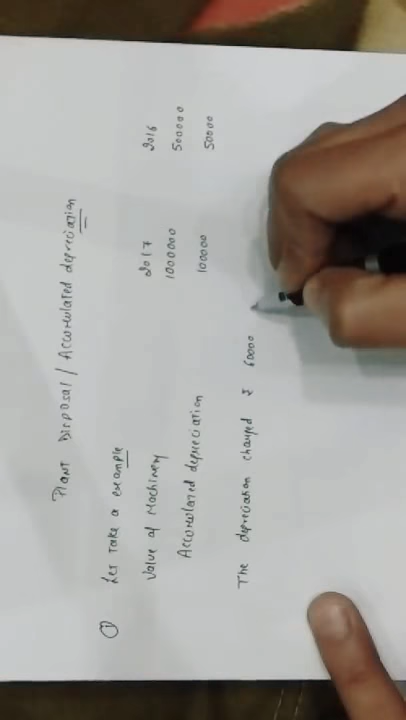 Plant Disposal / Accumulated depreciation
① Let Take a example
2017 2016
Value of Machinery 1000000 500000
Accumulated depreciation 100000 50000
The depreciation charged ₹ 60000